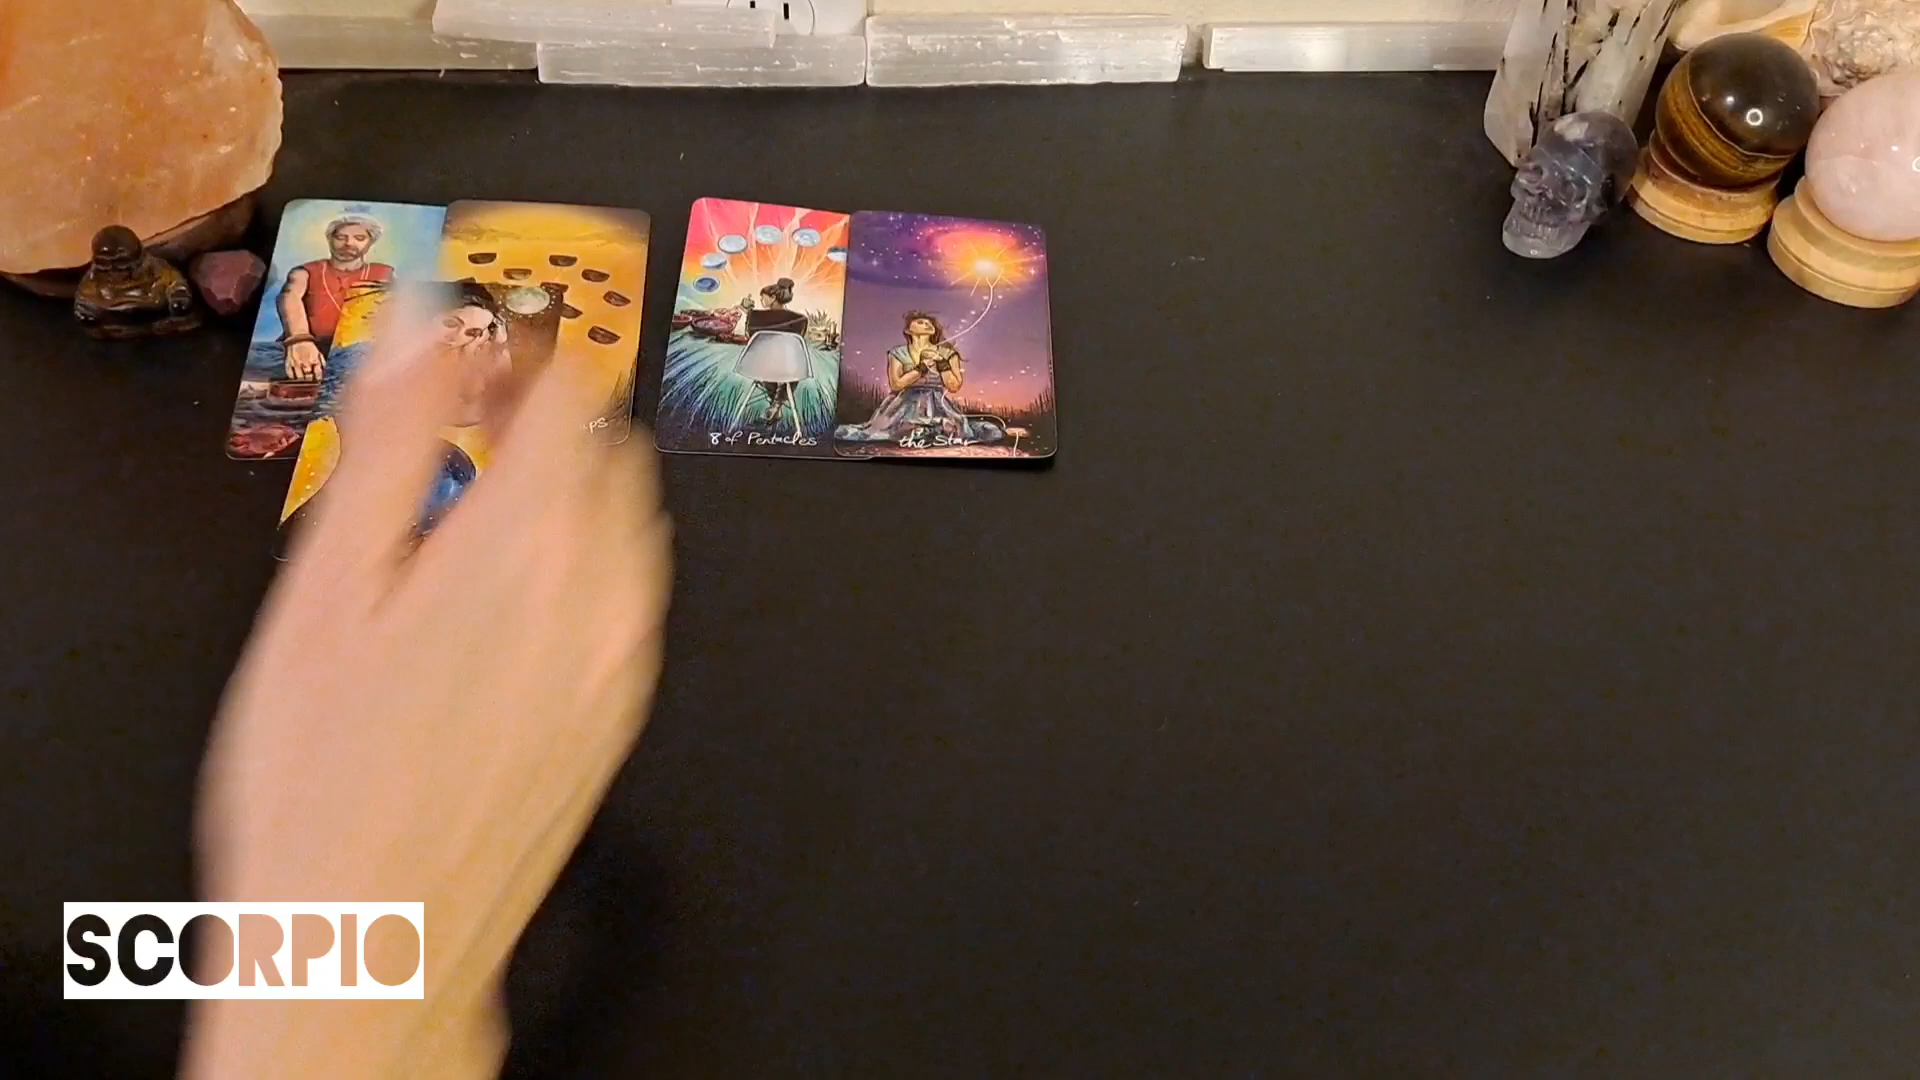 8 of Pentacles
the Star
SCORPIO